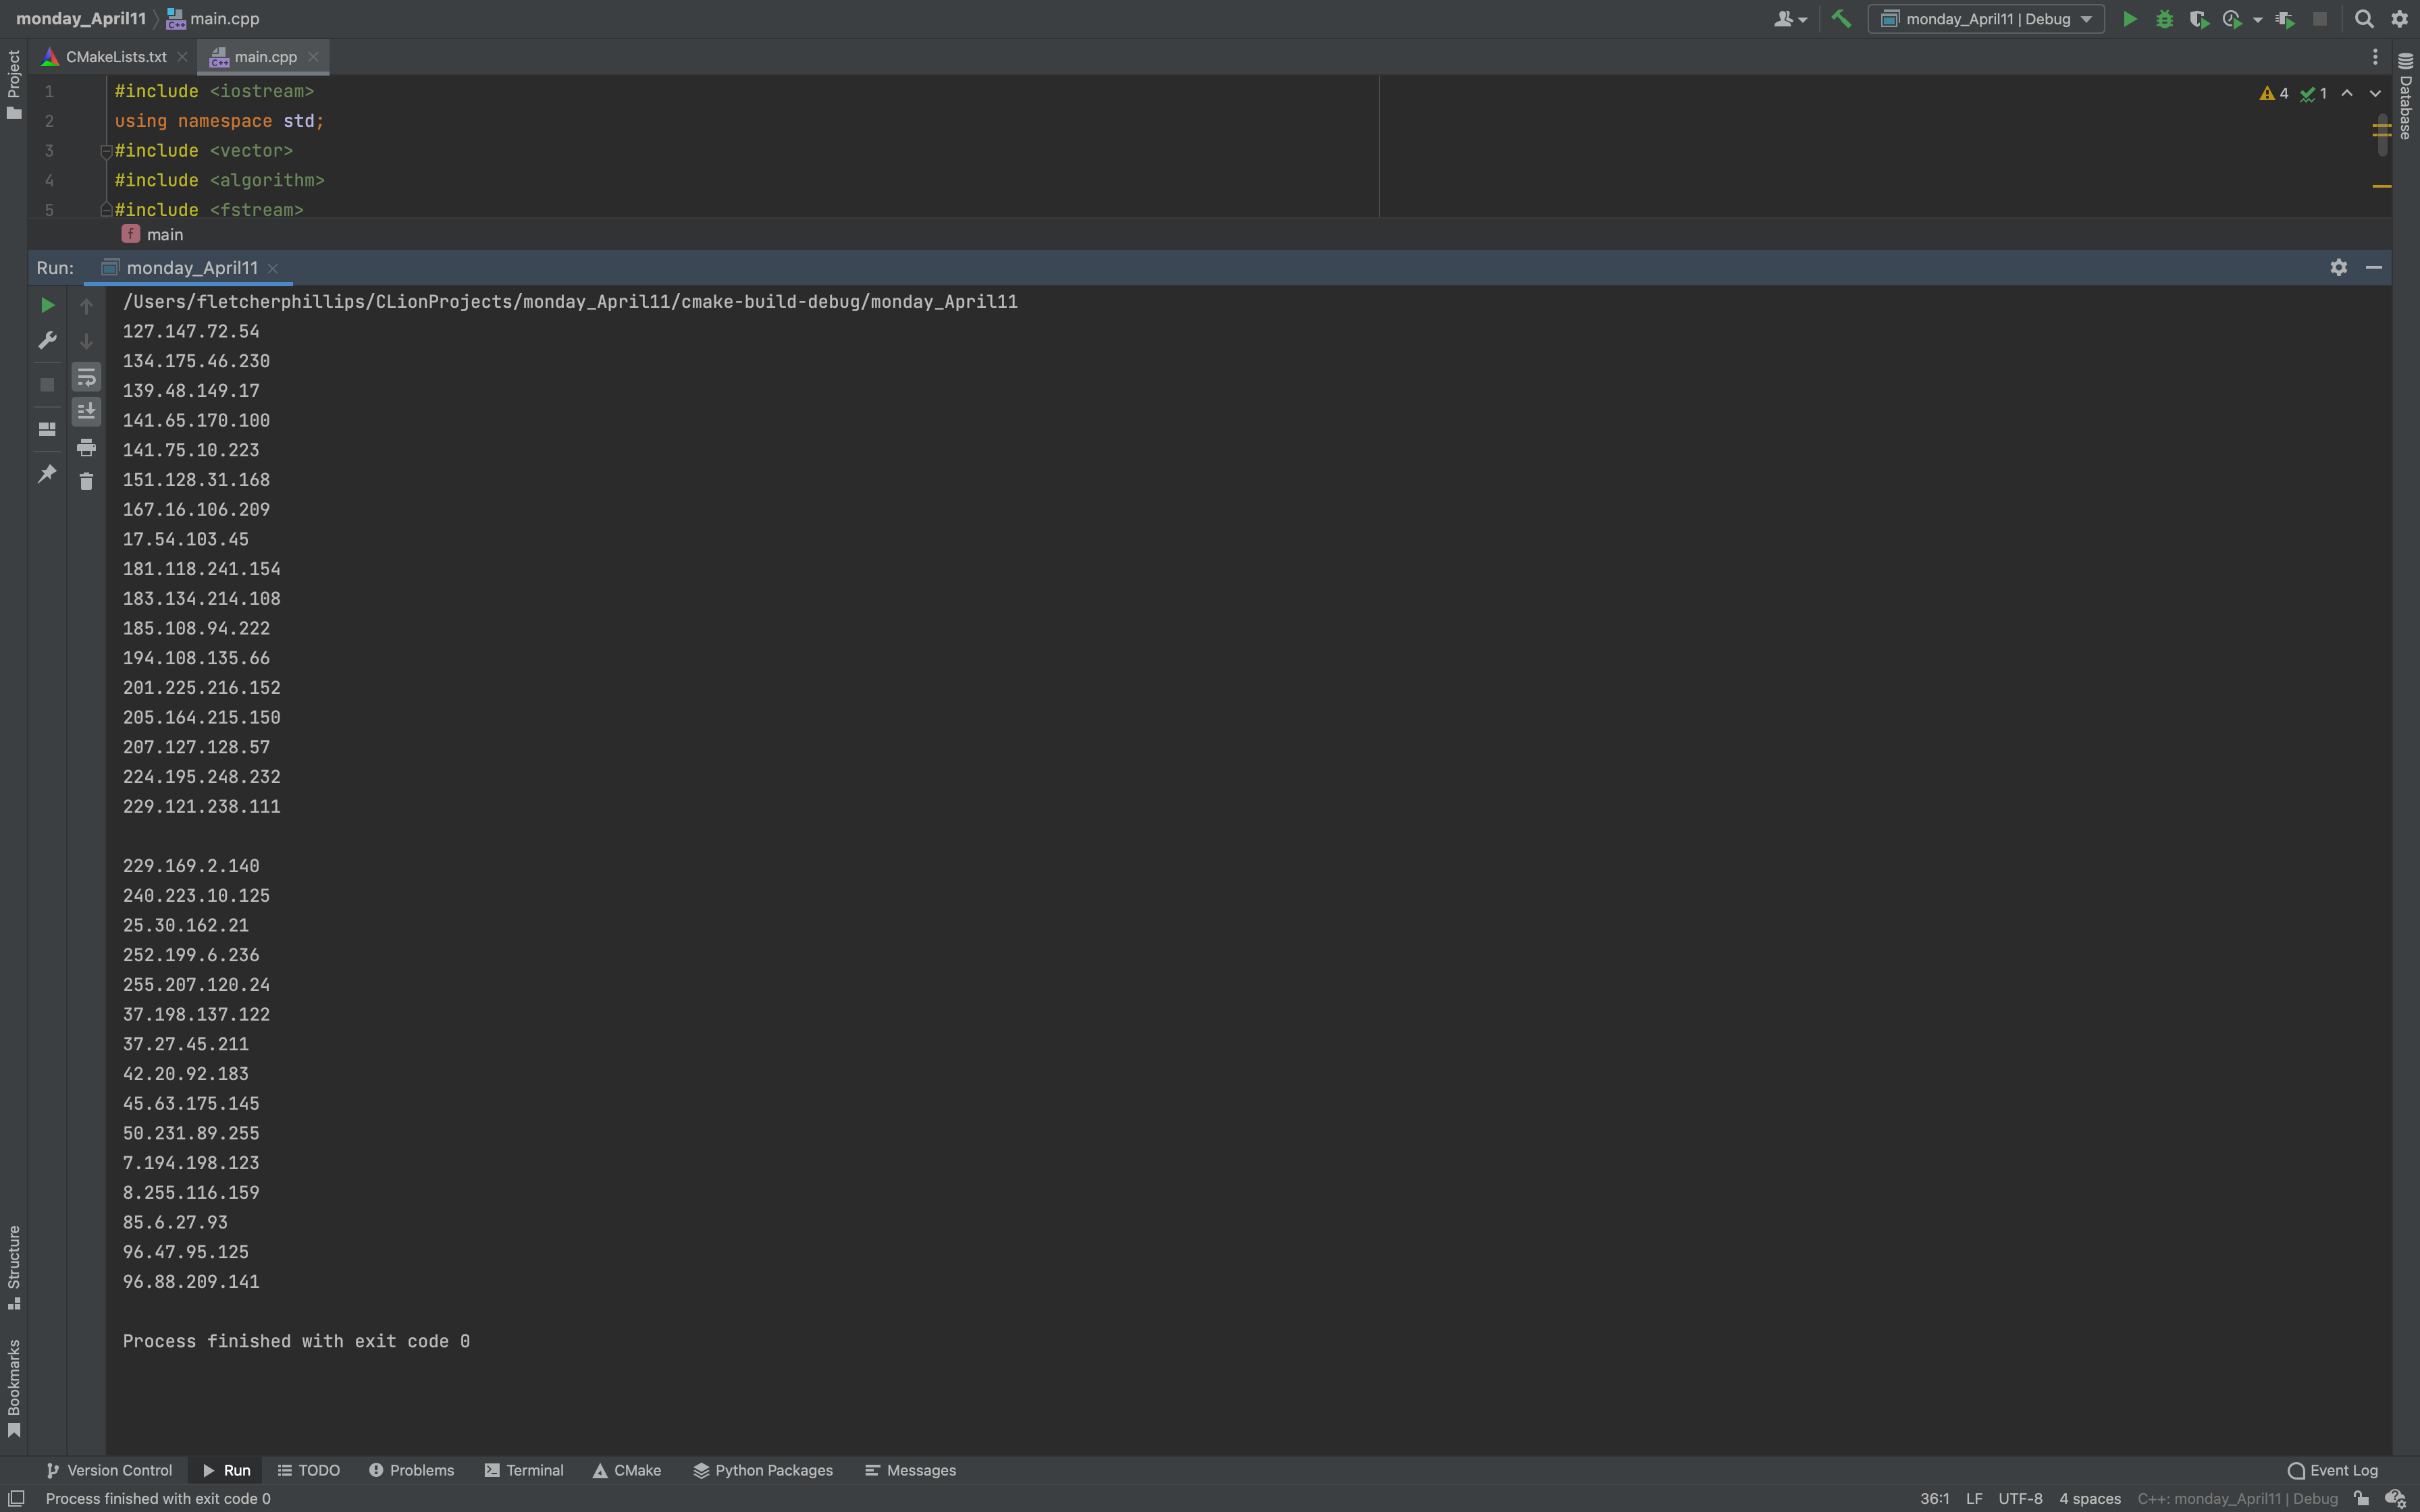 monday_April11 main.cpp monday_April11 | Debug
Project CMakeLists.txt main.cpp Database
1 #include <iostream> 4 1
2 using namespace std;
3 #include <vector>
4 #include <algorithm>
5 #include <fstream>
f main
Run: monday_April11
/Users/fletcherphillips/CLionProjects/monday_April11/cmake-build-debug/monday_April11
127.147.72.54
134.175.46.230
139.48.149.17
141.65.170.100
141.75.10.223
151.128.31.168
167.16.106.209
17.54.103.45
181.118.241.154
183.134.214.108
185.108.94.222
194.108.135.66
201.225.216.152
205.164.215.150
207.127.128.57
224.195.248.232
229.121.238.111
229.169.2.140
240.223.10.125
25.30.162.21
252.199.6.236
255.207.120.24
37.198.137.122
37.27.45.211
42.20.92.183
45.63.175.145
50.231.89.255
7.194.198.123
8.255.116.159
85.6.27.93
96.47.95.125
96.88.209.141
Structure
Process finished with exit code 0
Bookmarks
Version Control Run TODO Problems Terminal CMake Python Packages Messages Event Log
Process finished with exit code 0 36:1 LF UTF-8 4 spaces C++: monday_April11 | Debug